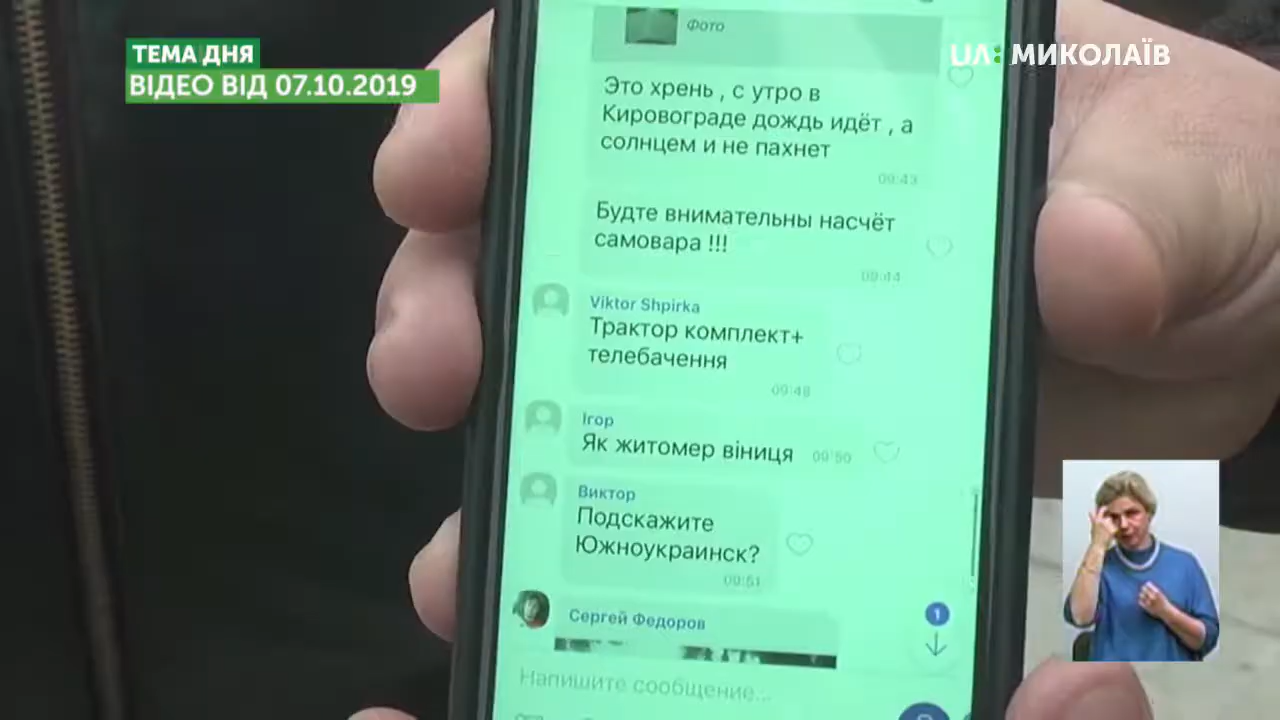 ТЕМА ДНЯ
ВІДЕО ВІД 07.10.2019
UA: МИКОЛАЇВ
Фото
Это хрень , с утро в
Кировограде дождь идёт , а
солнцем и не пахнет
09:43
Будте внимательны насчёт
самовара !!!
09:44
Viktor Shpirka
Трактор комплект+
телебачення
09:48
Ігор
Як житомер віниця 09:50
Виктор
Подскажите
Южноукраинск?
09:51
Сергей Федоров
1
Напишите сообщение...